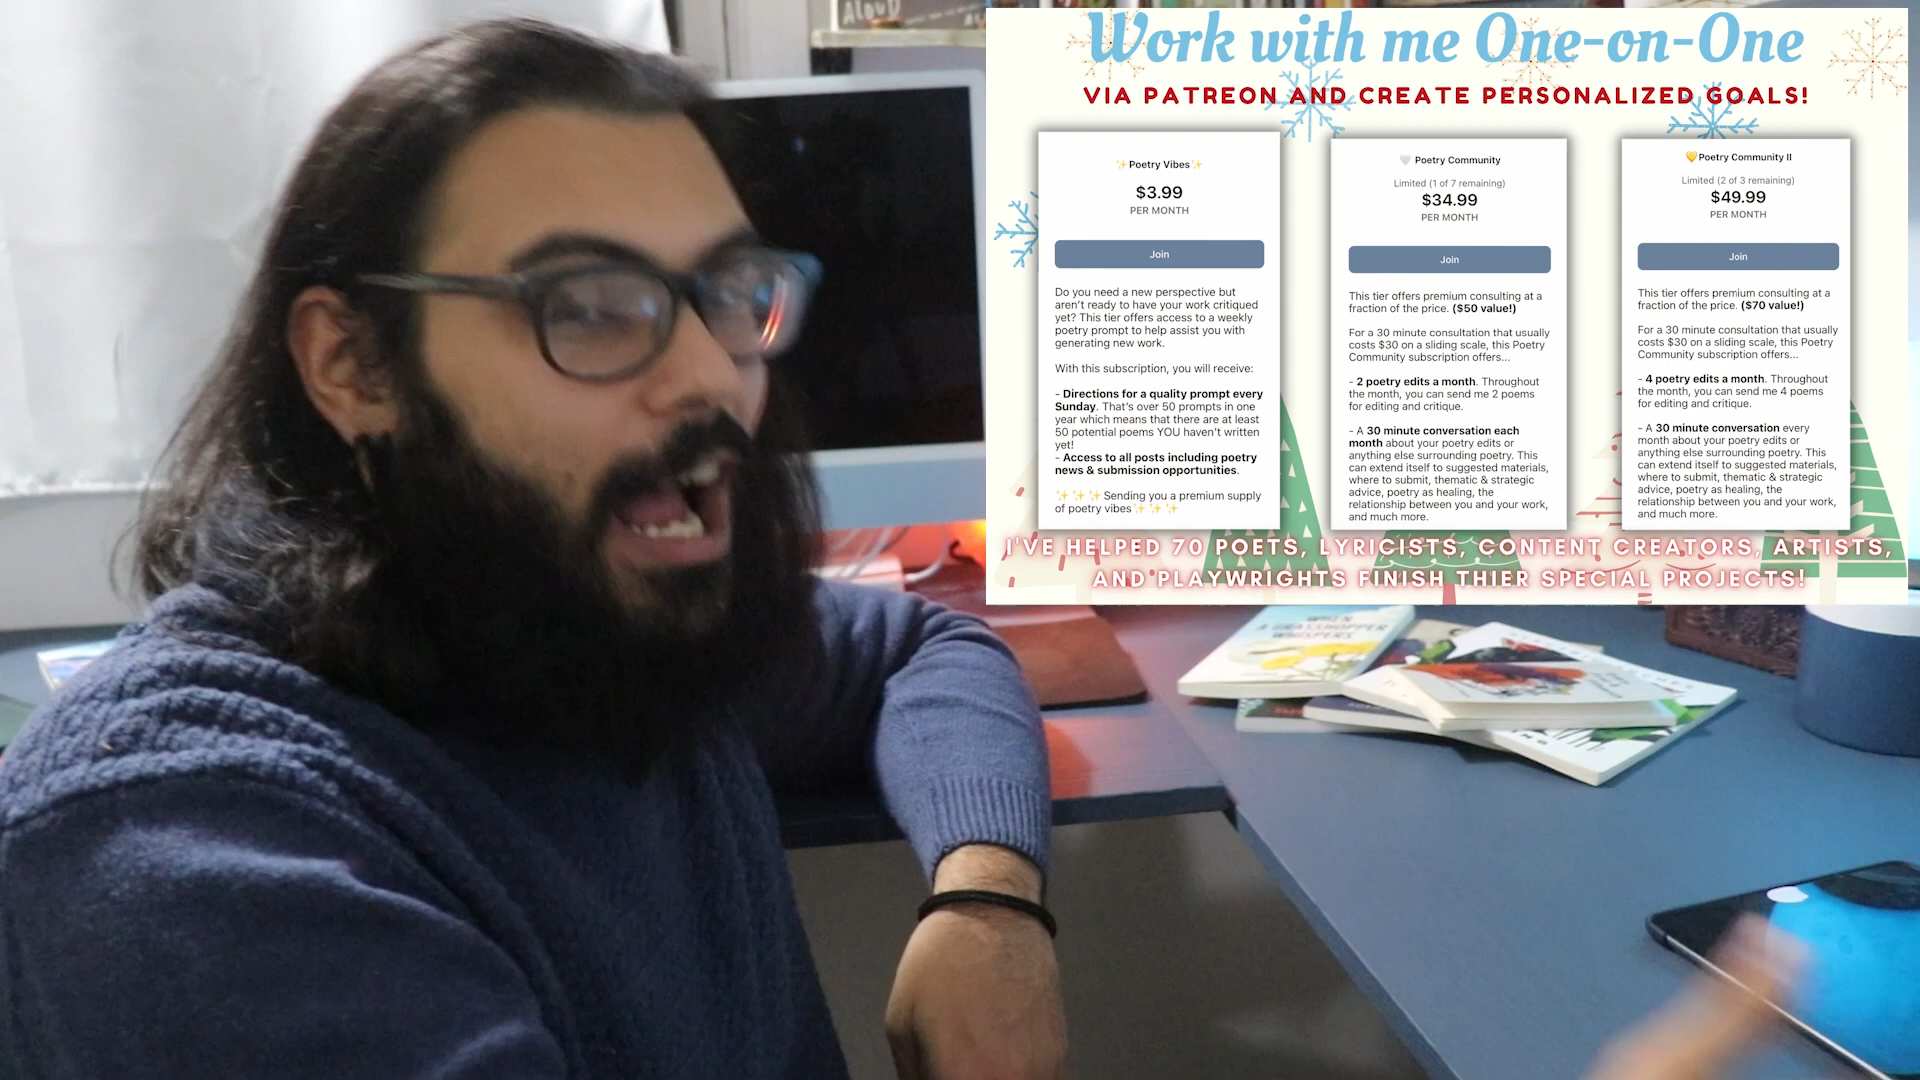 ALOUD
Work with me One-on-One
VIA PATREON AND CREATE PERSONALIZED GOALS!
✨Poetry Vibes✨
$3.99
PER MONTH
Join
Do you need a new perspective but
aren't ready to have your work critiqued
yet? This tier offers access to a weekly
poetry prompt to help assist you with
generating new work.
With this subscription, you will receive:
- Directions for a quality prompt every
Sunday. That's over 50 prompts in one
year which means that there are at least
50 potential poems YOU haven't written
yet!
- Access to all posts including poetry
news & submission opportunities.
✨✨✨Sending you a premium supply
of poetry vibes✨✨✨
🤍 Poetry Community
Limited (1 of 7 remaining)
$34.99
PER MONTH
Join
This tier offers premium consulting at a
fraction of the price. ($50 value!)
For a 30 minute consultation that usually
costs $30 on a sliding scale, this Poetry
Community subscription offers...
- 2 poetry edits a month. Throughout
the month, you can send me 2 poems
for editing and critique.
- A 30 minute conversation each
month about your poetry edits or
anything else surrounding poetry. This
can extend itself to suggested materials,
where to submit, thematic & strategic
advice, poetry as healing, the
relationship between you and your work,
and much more.
💛Poetry Community II
Limited (2 of 3 remaining)
$49.99
PER MONTH
Join
This tier offers premium consulting at a
fraction of the price. ($70 value!)
For a 30 minute consultation that usually
costs $30 on a sliding scale, this Poetry
Community subscription offers...
- 4 poetry edits a month. Throughout
the month, you can send me 4 poems
for editing and critique.
- A 30 minute conversation every
month about your poetry edits or
anything else surrounding poetry. This
can extend itself to suggested materials,
where to submit, thematic & strategic
advice, poetry as healing, the
relationship between you and your work,
and much more.
I'VE HELPED 70 POETS, LYRICISTS, CONTENT CREATORS, ARTISTS,
AND PLAYWRIGHTS FINISH THIER SPECIAL PROJECTS!
WHEN
A GRASSHOPPER
WHISPERS